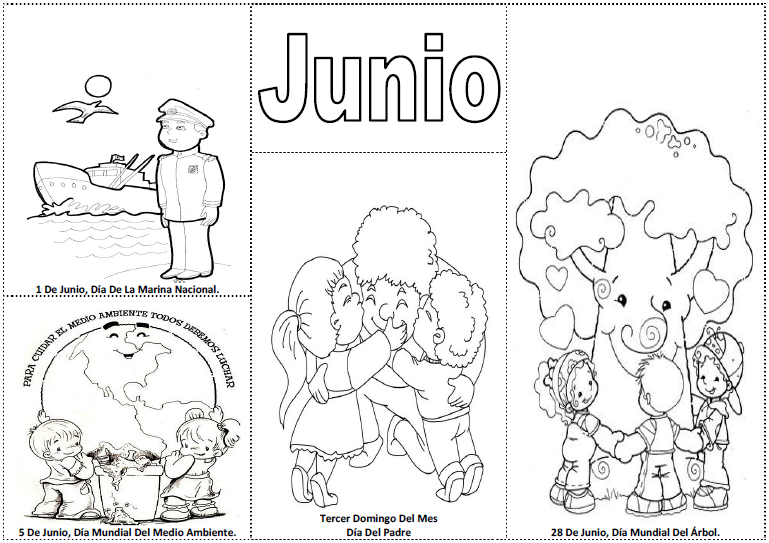 Junio
1 De Junio, Día De La Marina Nacional.
PARA CUIDAR EL MEDIO AMBIENTE TODOS DEBEMOS LUCHAR
5 De Junio, Día Mundial Del Medio Ambiente.
Tercer Domingo Del Mes
Día Del Padre
28 De Junio, Día Mundial Del Árbol.